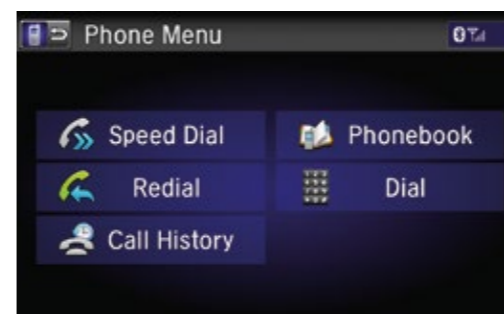 Phone Menu
Speed Dial
Phonebook
Redial
Dial
Call History